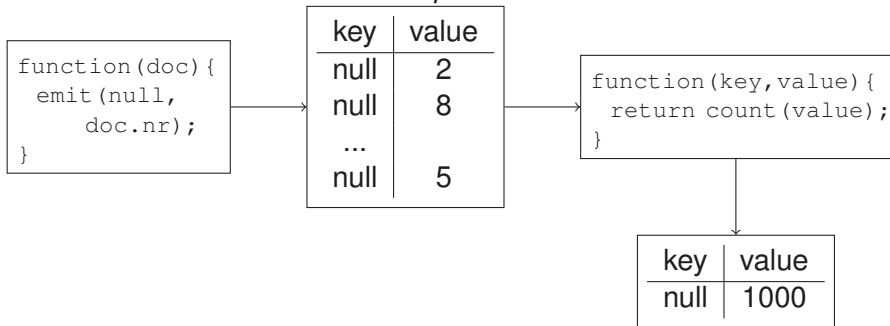 function(doc){
emit(null,
doc.nr);
}
key value
null 2
null 8
...
null 5
function(key,value){
return count(value);
}
key value
null 1000